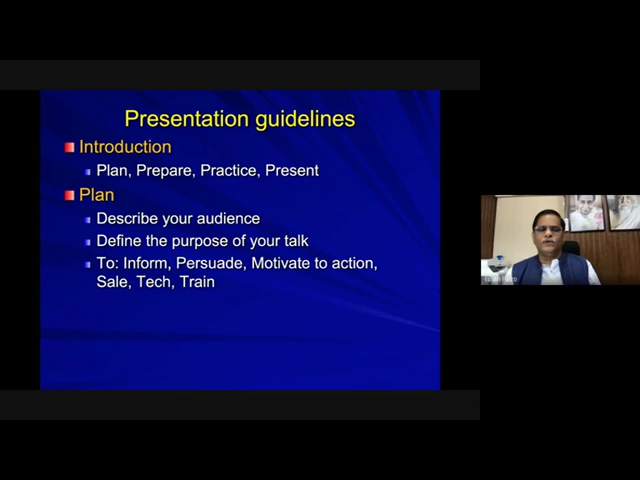 Presentation guidelines
Introduction
Plan, Prepare, Practice, Present
Plan
Describe your audience
Define the purpose of your talk
To: Inform, Persuade, Motivate to action,
Sale, Tech, Train